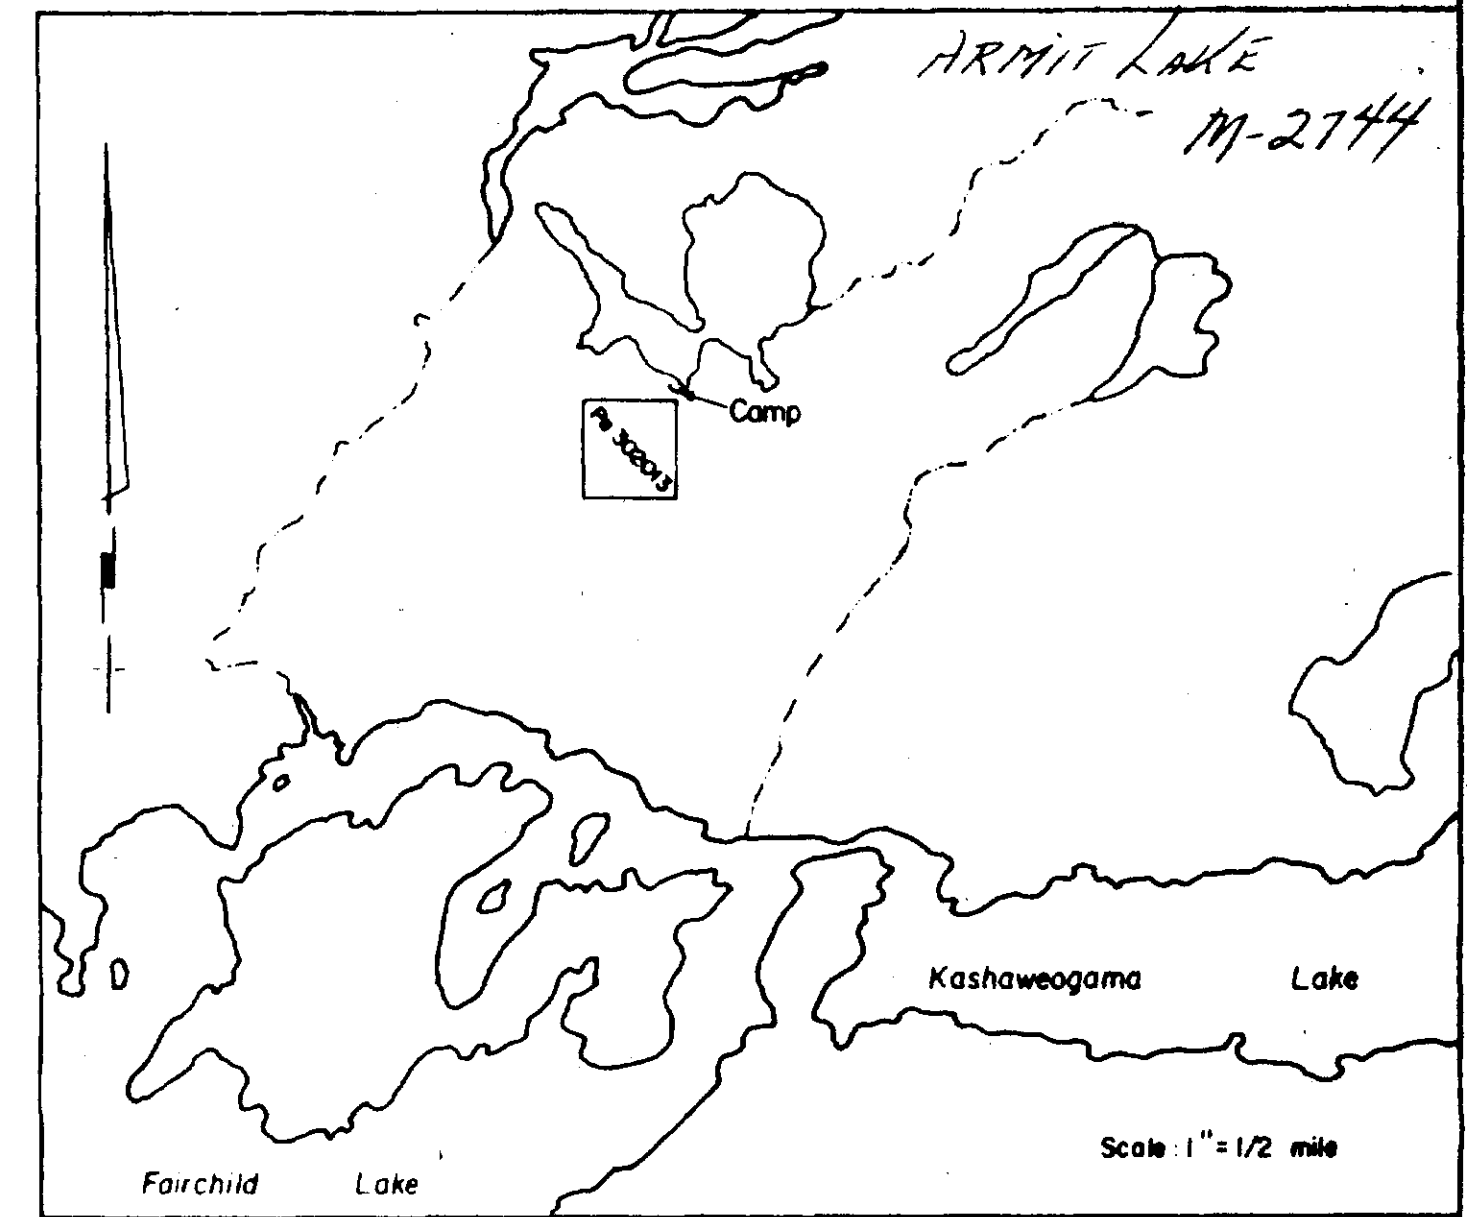 ARMIT LAKE
M-2744
Camp
Pa 302013
Kashaweogama Lake
Scale : 1" = 1/2 mile
Fairchild Lake